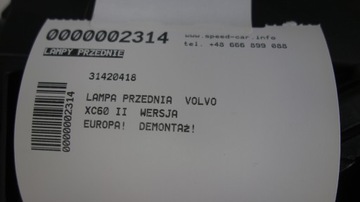 0000002314
www.speed-car.info
tel. +48 666 899 088
LAMPY PRZEDNIE
31420418
LAMPA PRZEDNIA VOLVO
XC60 II WERSJA
EUROPA! DEMONTAż!
0000002314